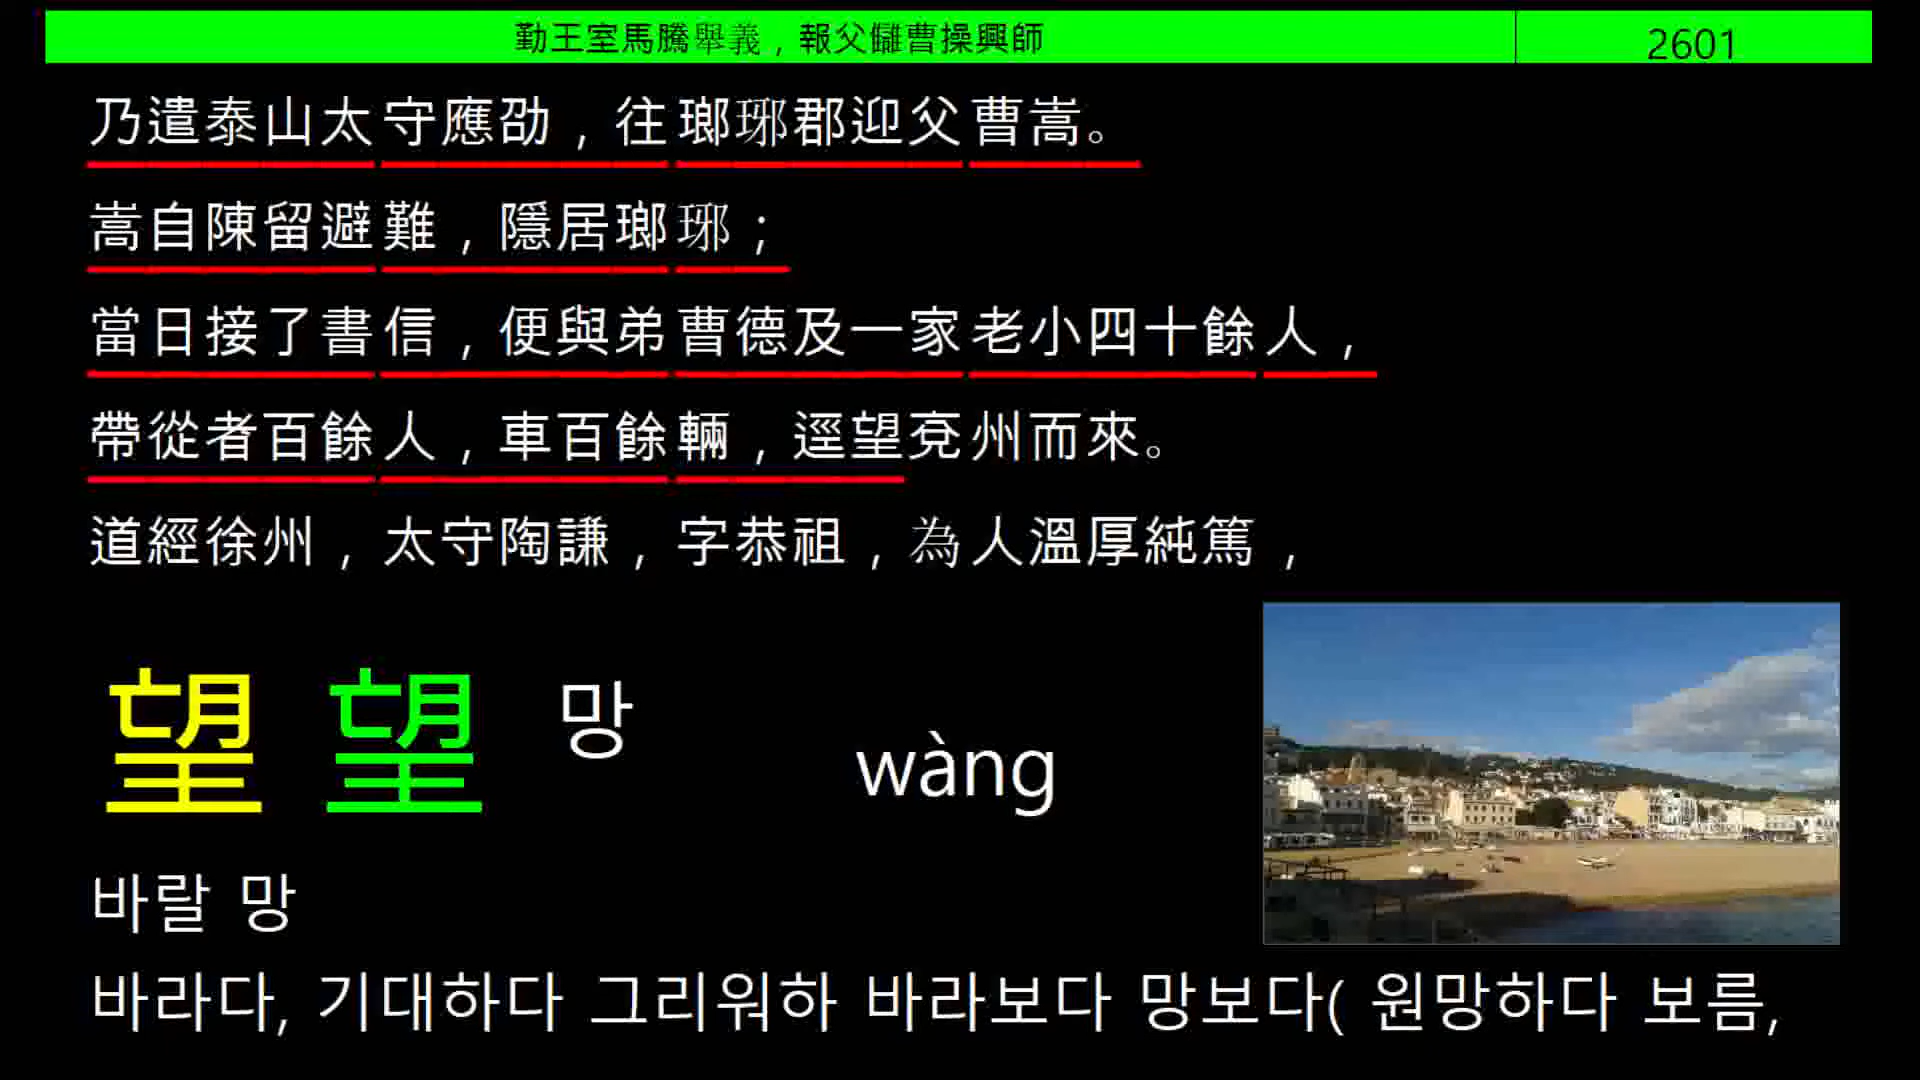 勤王室馬騰舉義，報父讎曹操興師
2601
乃遣泰山太守應劭，往瑯琊郡迎父曹嵩。
嵩自陳留避難，隱居瑯琊；
當日接了書信，便與弟曹德及一家老小四十餘人，
帶從者百餘人，車百餘輛，逕望兗州而來。
道經徐州，太守陶謙，字恭祖，為人溫厚純篤，
望 望 망 wàng
바랄 망
바라다, 기대하다 그리워하 바라보다 망보다( 원망하다 보름,